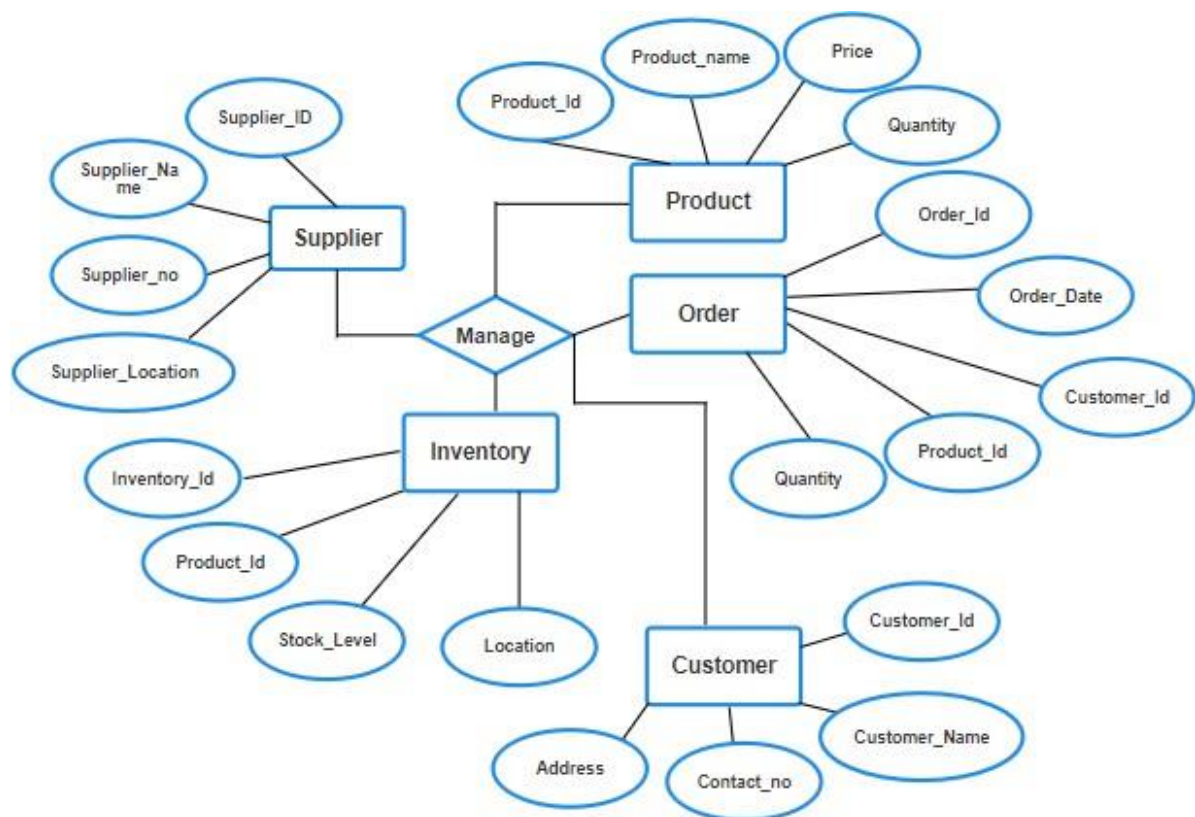 Product_name
Price
Product_Id
Quantity
Supplier_ID
Supplier_Na
me
Product
Supplier
Order_Id
Supplier_no
Order_Date
Order
Manage
Supplier_Location
Customer_Id
Inventory
Product_Id
Inventory_Id
Quantity
Product_Id
Stock_Level
Location
Customer_Id
Customer
Customer_Name
Address
Contact_no